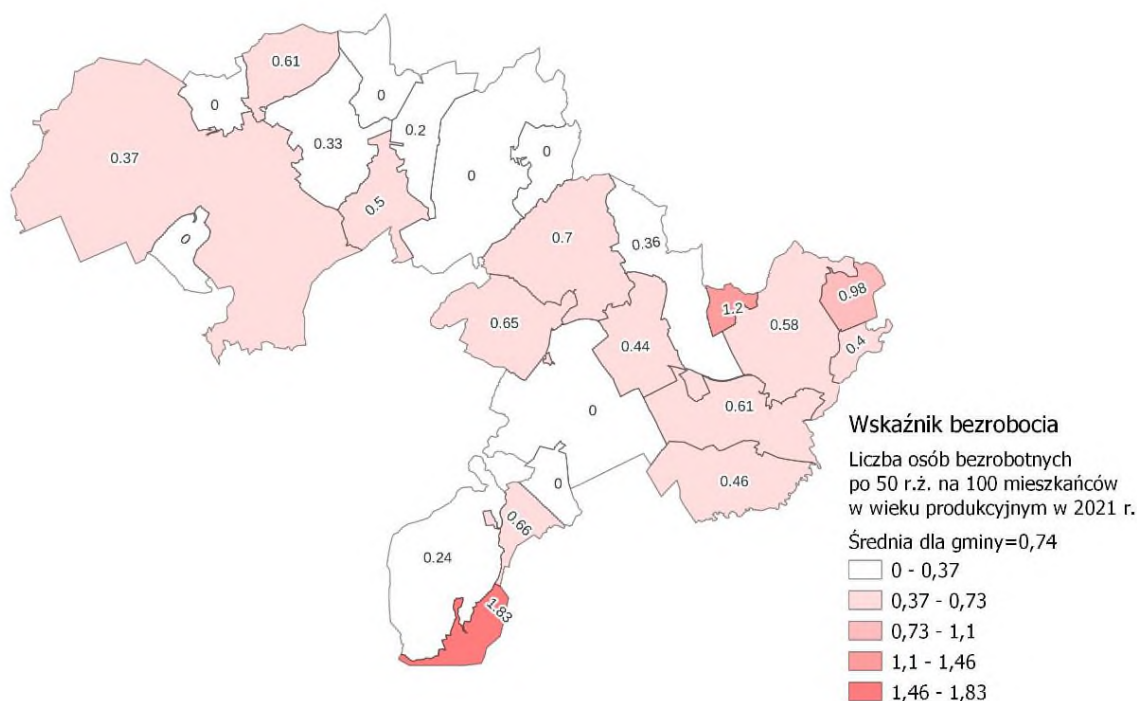 0.61
0
0
0.37
0.33
0.2
0
0
0.5
0
0.7
0.36
0.98
1.2
0.65
0.58
0.44
0.4
0
0.61
0.46
0
0.66
0.24
1.83
Wskaźnik bezrobocia
Liczba osób bezrobotnych
po 50 r.ż. na 100 mieszkańców
w wieku produkcyjnym w 2021 r.
Średnia dla gminy=0,74
0 - 0,37
0,37 - 0,73
0,73 - 1,1
1,1 - 1,46
1,46 - 1,83